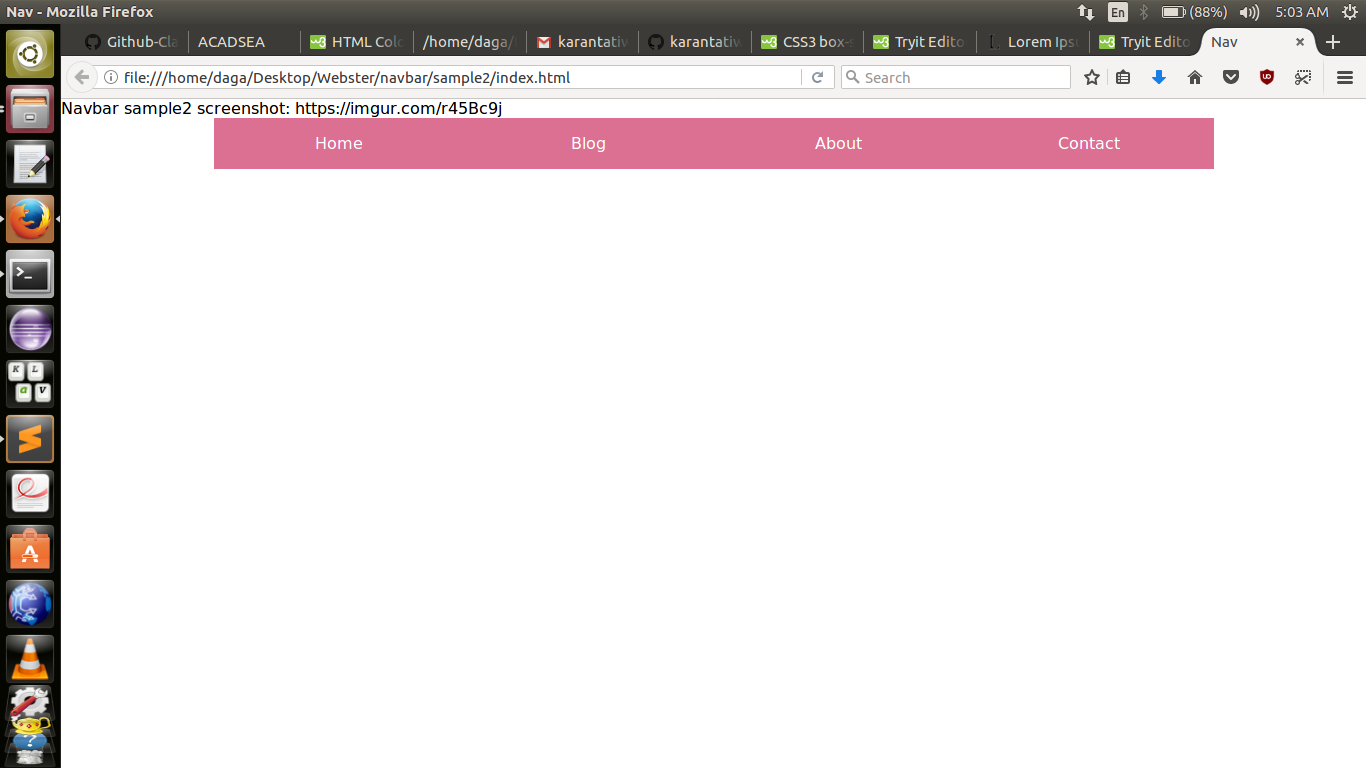 Nav - Mozilla Firefox
En
(88%)
5:03 AM
Github-Cla
ACADSEA
HTML Colo
/home/daga/
karantativ
karantativ
CSS3 box-s
Tryit Edito
Lorem Ips
Tryit Edito
Nav
file:///home/daga/Desktop/Webster/navbar/sample2/index.html
Search
Navbar sample2 screenshot: https://imgur.com/r45Bc9j
Home Blog About Contact